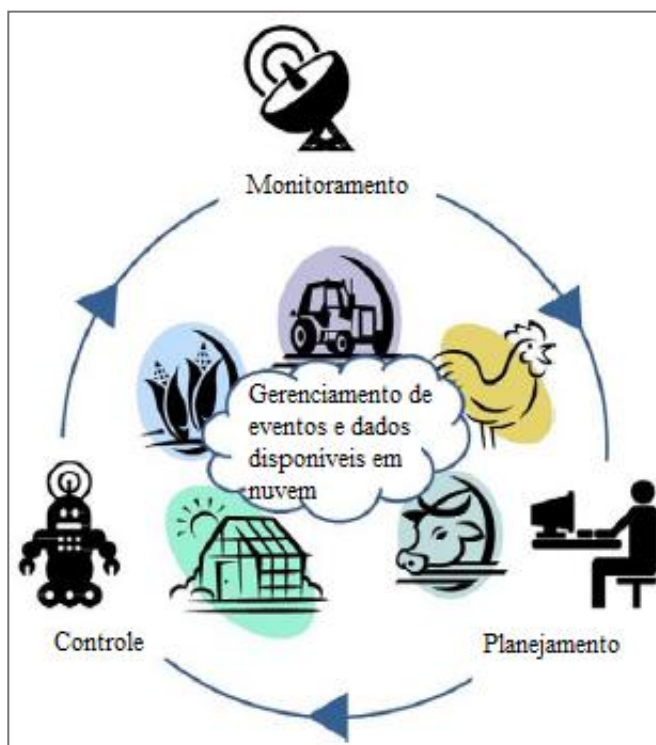 Monitoramento
Gerenciamento de
eventos e dados
disponíveis em
nuvem
Controle
Planejamento